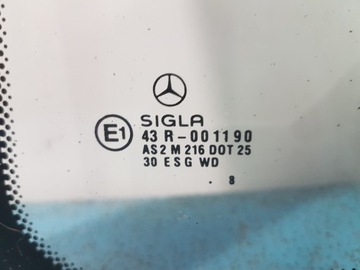 SIGLA
E1
43 R-001190
AS2 M 216 DOT 25
30 E S G WD
. 8